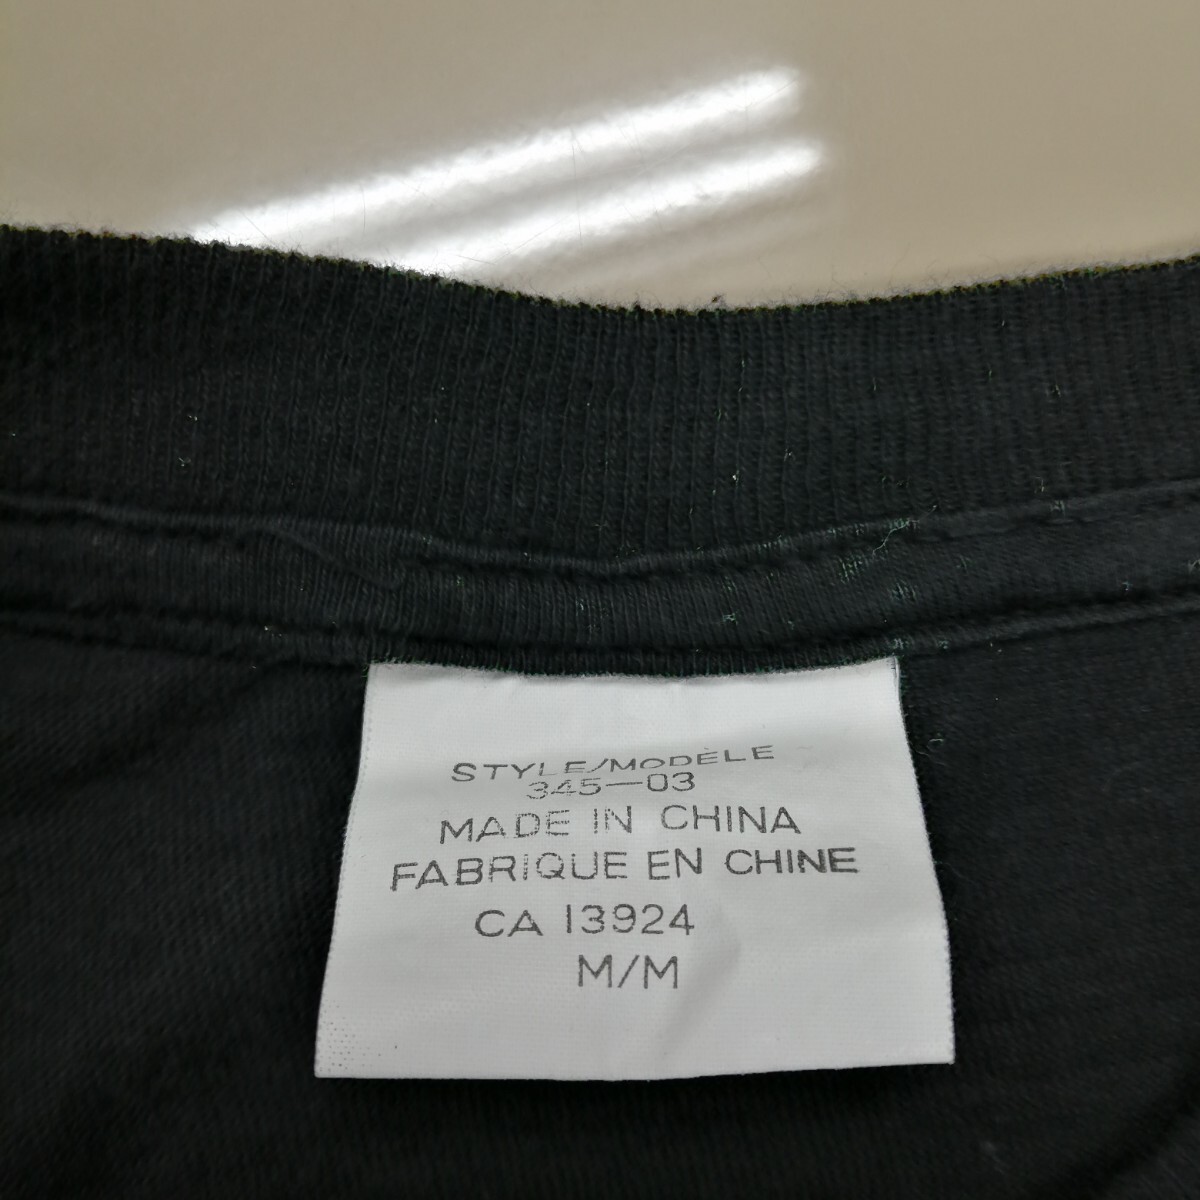 STYLE/MODÈLE
345-03
MADE IN CHINA
FABRIQUE EN CHINE
CA 13924
M/M